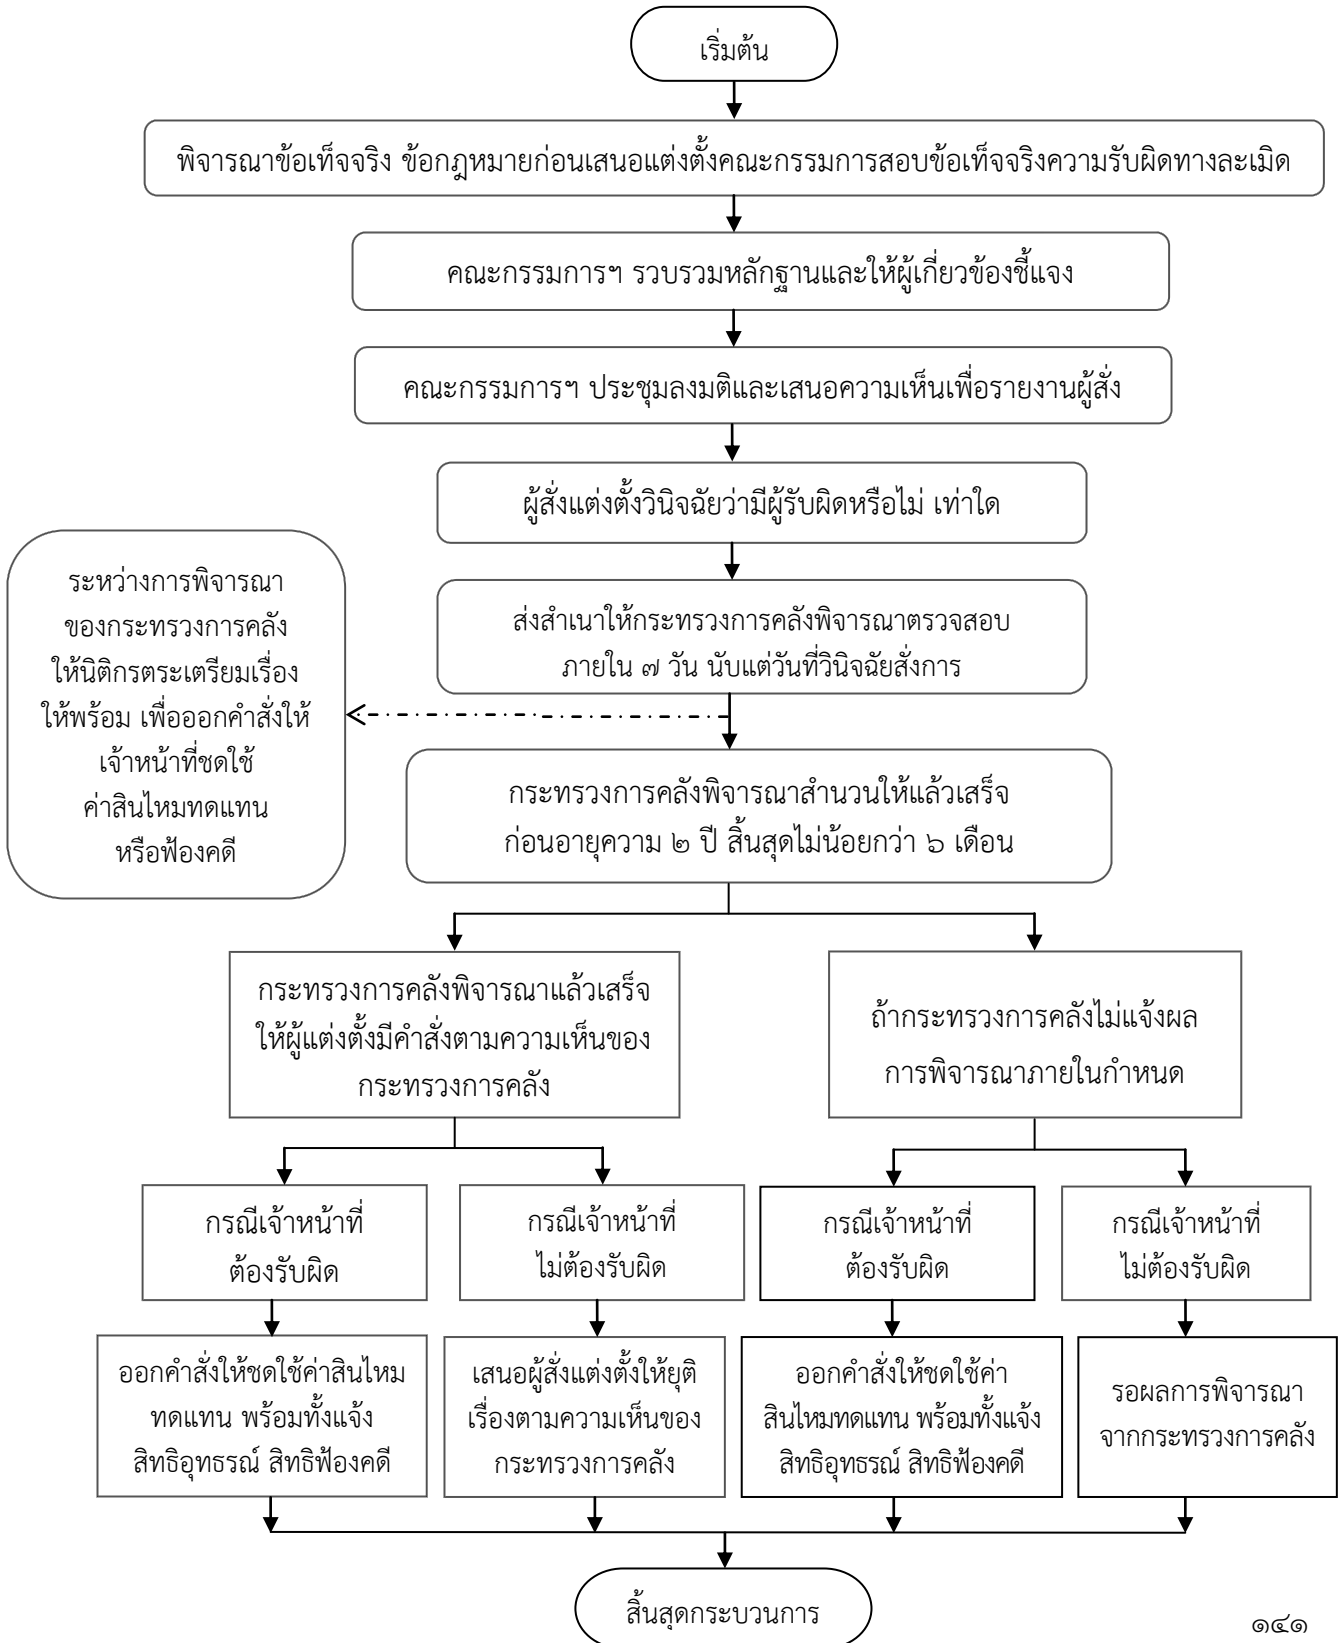 เริ่มต้น
พิจารณาข้อเท็จจริง ข้อกฎหมายก่อนเสนอแต่งตั้งคณะกรรมการสอบข้อเท็จจริงความรับผิดทางละเมิด
คณะกรรมการฯ รวบรวมหลักฐานและให้ผู้เกี่ยวข้องชี้แจง
คณะกรรมการฯ ประชุมลงมติและเสนอความเห็นเพื่อรายงานผู้สั่ง
ผู้สั่งแต่งตั้งวินิจฉัยว่ามีผู้รับผิดหรือไม่ เท่าใด
ส่งสำเนาให้กระทรวงการคลังพิจารณาตรวจสอบ
ภายใน ๗ วัน นับแต่วันที่วินิจฉัยสั่งการ
ระหว่างการพิจารณา
ของกระทรวงการคลัง
ให้นิติกรตระเตรียมเรื่อง
ให้พร้อม เพื่อออกคำสั่งให้
เจ้าหน้าที่ชดใช้
ค่าสินไหมทดแทน
หรือฟ้องคดี
กระทรวงการคลังพิจารณาสำนวนให้แล้วเสร็จ
ก่อนอายุความ ๒ ปี สิ้นสุดไม่น้อยกว่า ๖ เดือน
กระทรวงการคลังพิจารณาแล้วเสร็จ
ให้ผู้แต่งตั้งมีคำสั่งตามความเห็นของ
กระทรวงการคลัง
ถ้ากระทรวงการคลังไม่แจ้งผล
การพิจารณาภายในกำหนด
กรณีเจ้าหน้าที่
ต้องรับผิด
กรณีเจ้าหน้าที่
ไม่ต้องรับผิด
กรณีเจ้าหน้าที่
ต้องรับผิด
กรณีเจ้าหน้าที่
ไม่ต้องรับผิด
ออกคำสั่งให้ชดใช้ค่าสินไหม
ทดแทน พร้อมทั้งแจ้ง
สิทธิอุทธรณ์ สิทธิฟ้องคดี
เสนอผู้สั่งแต่งตั้งให้ยุติ
เรื่องตามความเห็นของ
กระทรวงการคลัง
ออกคำสั่งให้ชดใช้ค่า
สินไหมทดแทน พร้อมทั้งแจ้ง
สิทธิอุทธรณ์ สิทธิฟ้องคดี
รอผลการพิจารณา
จากกระทรวงการคลัง
สิ้นสุดกระบวนการ
๑๔๑